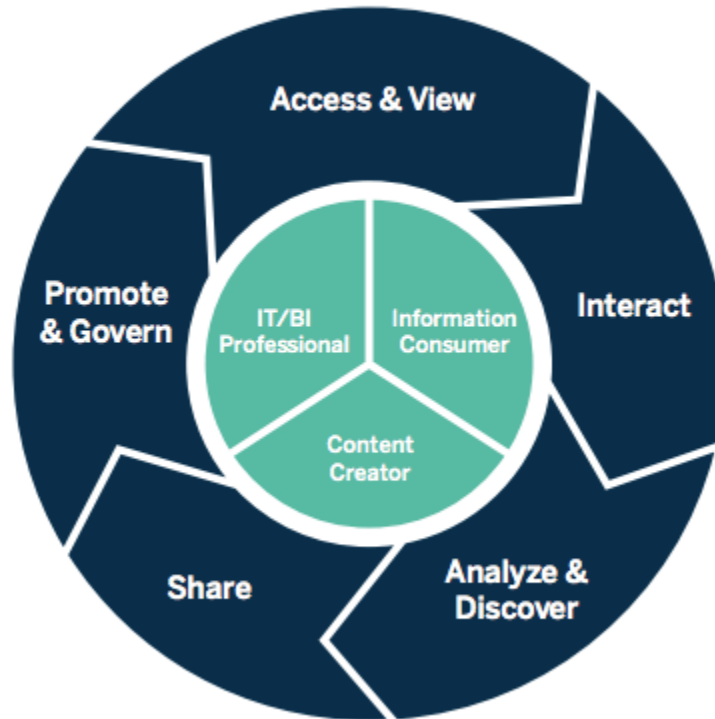 Access & View
Interact
Analyze &
Discover
Share
Promote
& Govern
IT/BI
Professional
Information
Consumer
Content
Creator